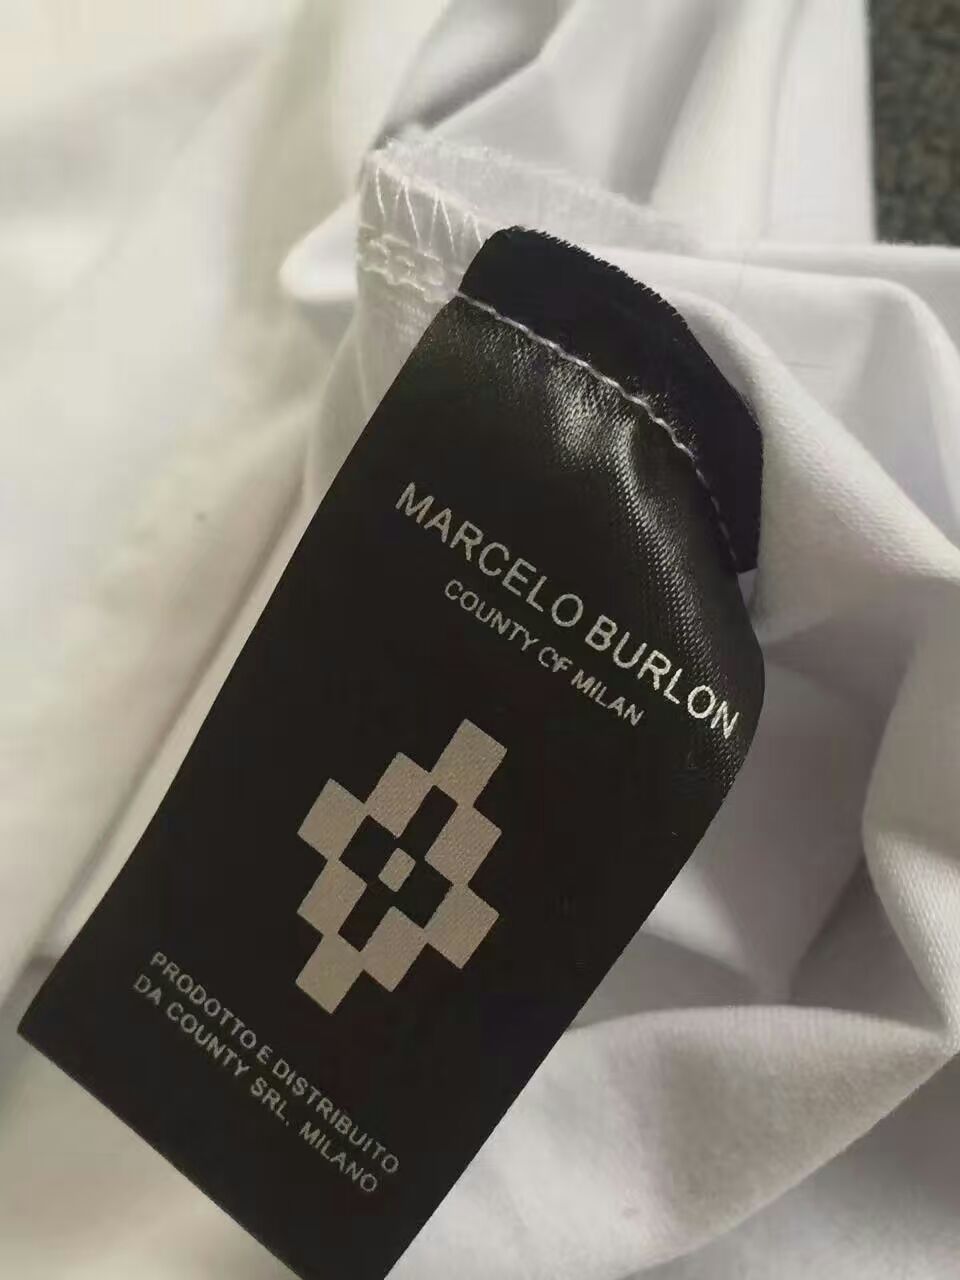 MARCELO BURLON
COUNTY OF MILAN
PRODOTTO E DISTRIBUITO
DA COUNTY SRL, MILANO